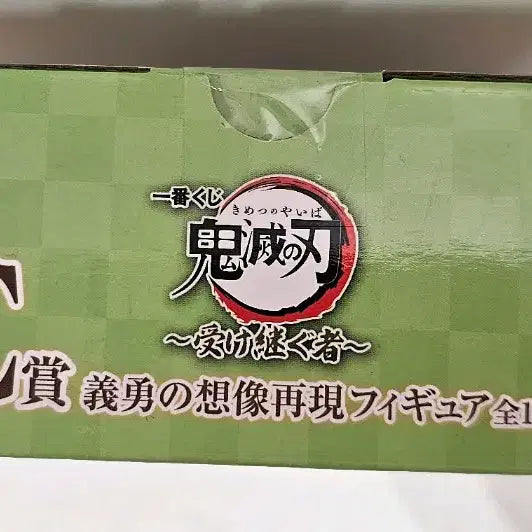 一番くじ
きめつのやいば
鬼滅の刃
～受け継ぐ者～
賞 義勇の想像再現フィギュア 全1